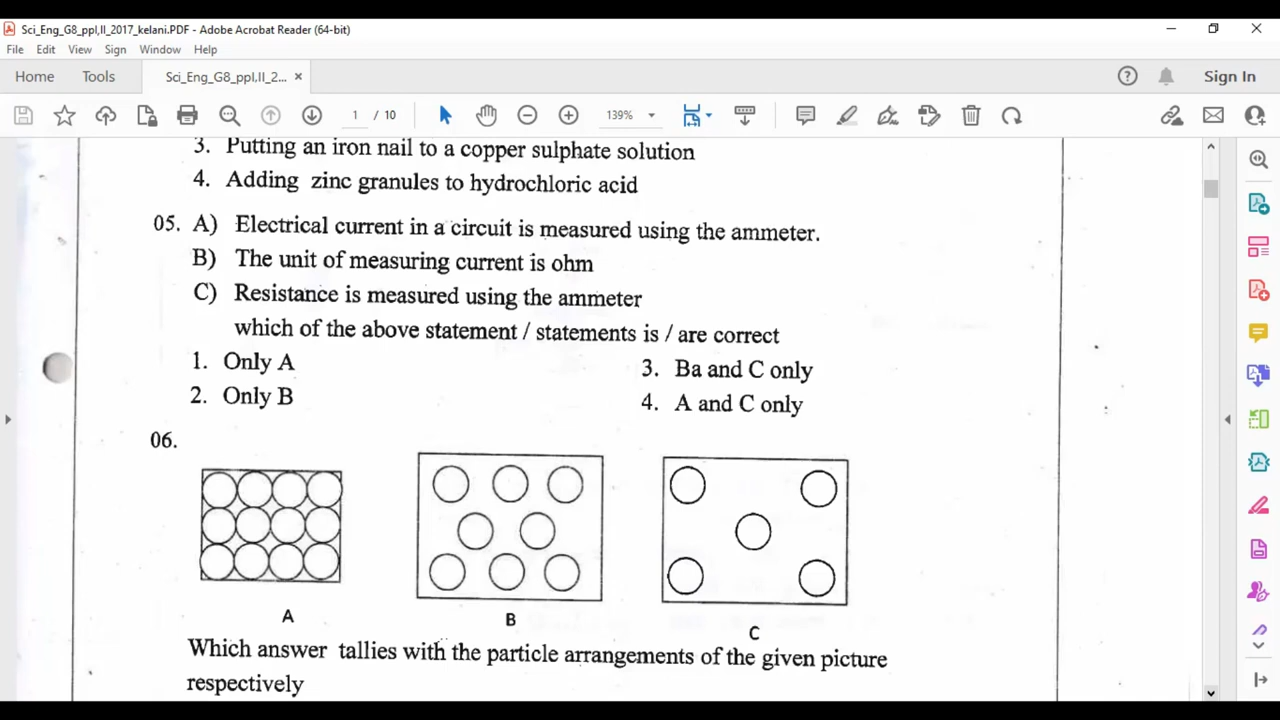 Sci_Eng_G8_ppl,II_2017_kelani.PDF - Adobe Acrobat Reader (64-bit)
File Edit View Sign Window Help
Home Tools Sci_Eng_G8_ppl,II_2... × Sign In
1 / 10 139%
3. Putting an iron nail to a copper sulphate solution
4. Adding zinc granules to hydrochloric acid
05. A) Electrical current in a circuit is measured using the ammeter.
B) The unit of measuring current is ohm
C) Resistance is measured using the ammeter
which of the above statement / statements is / are correct
1. Only A 3. Ba and C only
2. Only B 4. A and C only
06.
A B C
Which answer tallies with the particle arrangements of the given picture
respectively